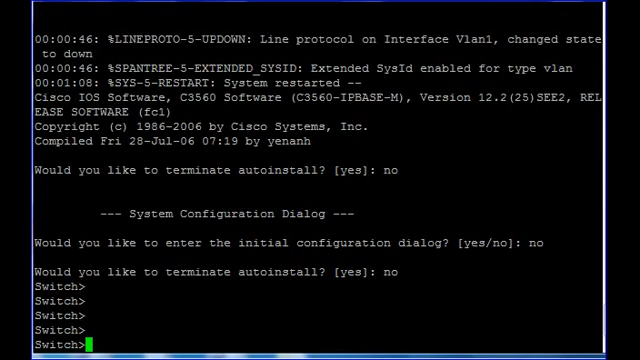 00:00:46: %LINEPROTO-5-UPDOWN: Line protocol on Interface Vlan1, changed state
to down
00:00:46: %SPANTREE-5-EXTENDED_SYSID: Extended SysId enabled for type vlan
00:01:08: %SYS-5-RESTART: System restarted --
Cisco IOS Software, C3560 Software (C3560-IPBASE-M), Version 12.2(25)SEE2, REL
EASE SOFTWARE (fc1)
Copyright (c) 1986-2006 by Cisco Systems, Inc.
Compiled Fri 28-Jul-06 07:19 by yenanh
Would you like to terminate autoinstall? [yes]: no
--- System Configuration Dialog ---
Would you like to enter the initial configuration dialog? [yes/no]: no
Would you like to terminate autoinstall? [yes]: no
Switch>
Switch>
Switch>
Switch>
Switch>